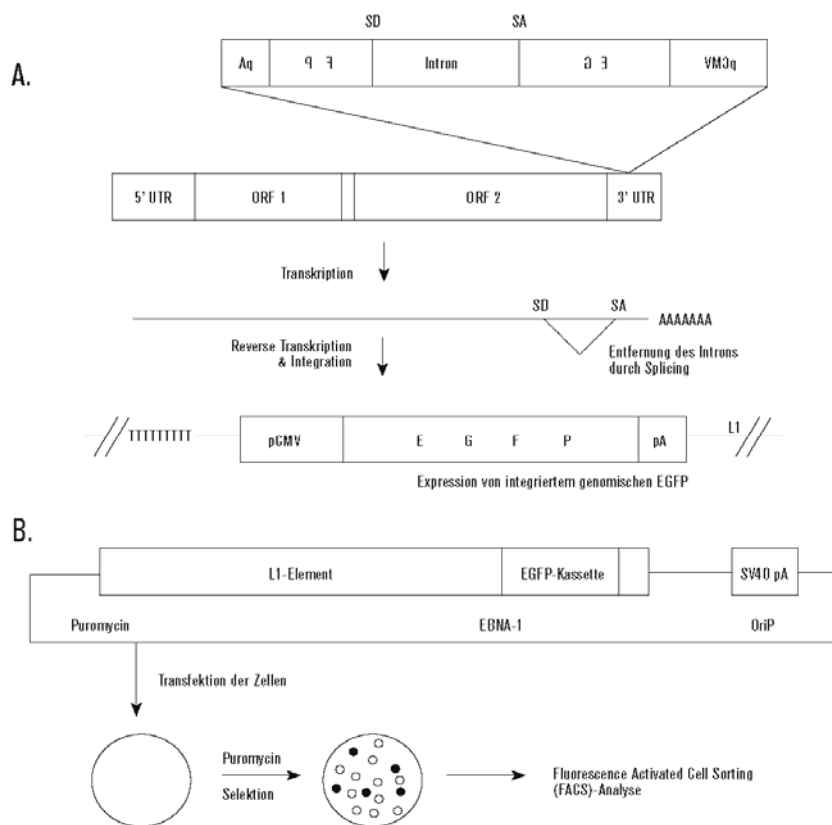 SD SA
Aq P F Intron G E VMCq
A.
5' UTR ORF 1 ORF 2 3' UTR
Transkription
SD SA
AAAAAAA
Reverse Transkription
& Integration
Entfernung des Introns
durch Splicing
TTTTTTTTT pCMV E G F P pA L1
Expression von integriertem genomischen EGFP
B.
L1-Element EGFP-Kassette SV40 pA
Puromycin EBNA-1 OriP
Transfektion der Zellen
Puromycin
Selektion
Fluorescence Activated Cell Sorting
(FACS)-Analyse